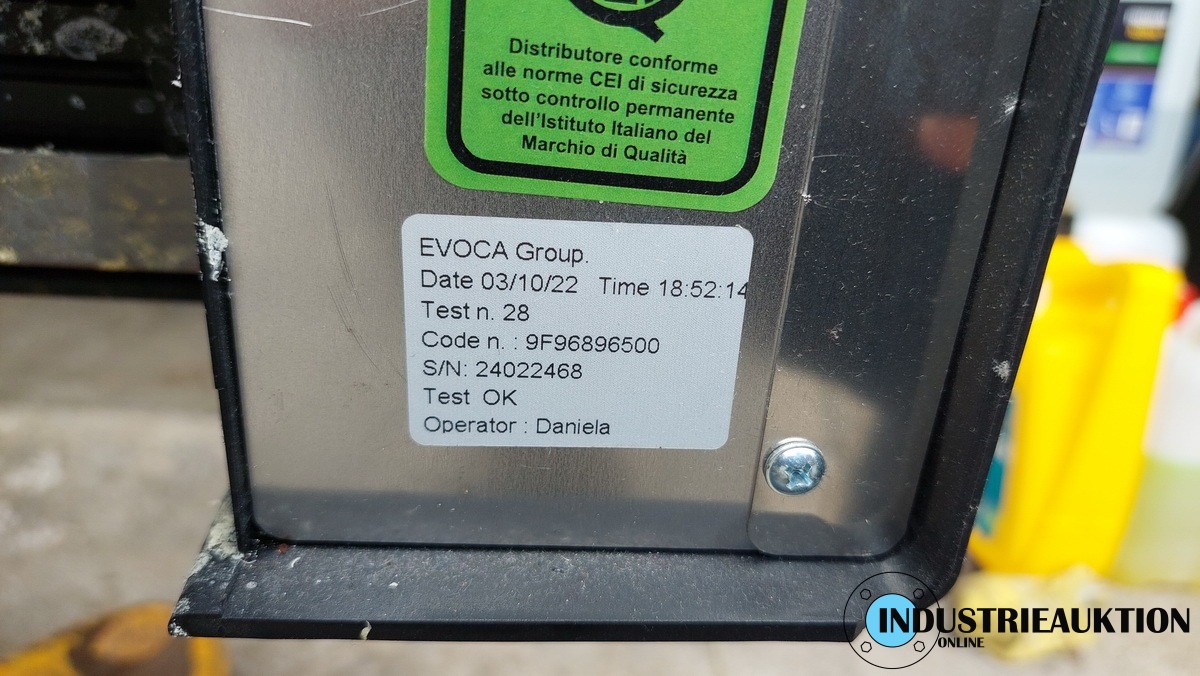 Distributore conforme
alle norme CEI di sicurezza
sotto controllo permanente
dell'Istituto Italiano del
Marchio di Qualità
EVOCA Group.
Date 03/10/22 Time 18:52:14
Test n. 28
Code n. : 9F96896500
S/N: 24022468
Test OK
Operator : Daniela
INDUSTRIEAUKTION
ONLINE